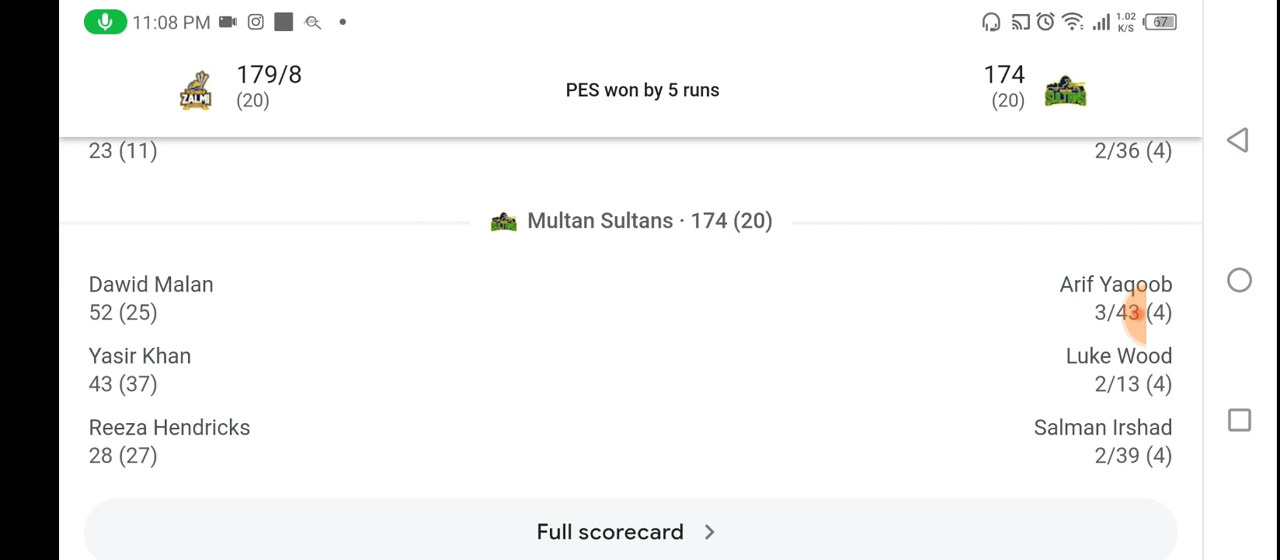 11:08 PM
1.02
K/S
67
ZALMI
179/8
(20)
PES won by 5 runs
174
(20)
SULTANS
23 (11)
2/36 (4)
Multan Sultans · 174 (20)
Dawid Malan
52 (25)
Arif Yaqoob
3/43 (4)
Yasir Khan
43 (37)
Luke Wood
2/13 (4)
Reeza Hendricks
28 (27)
Salman Irshad
2/39 (4)
Full scorecard